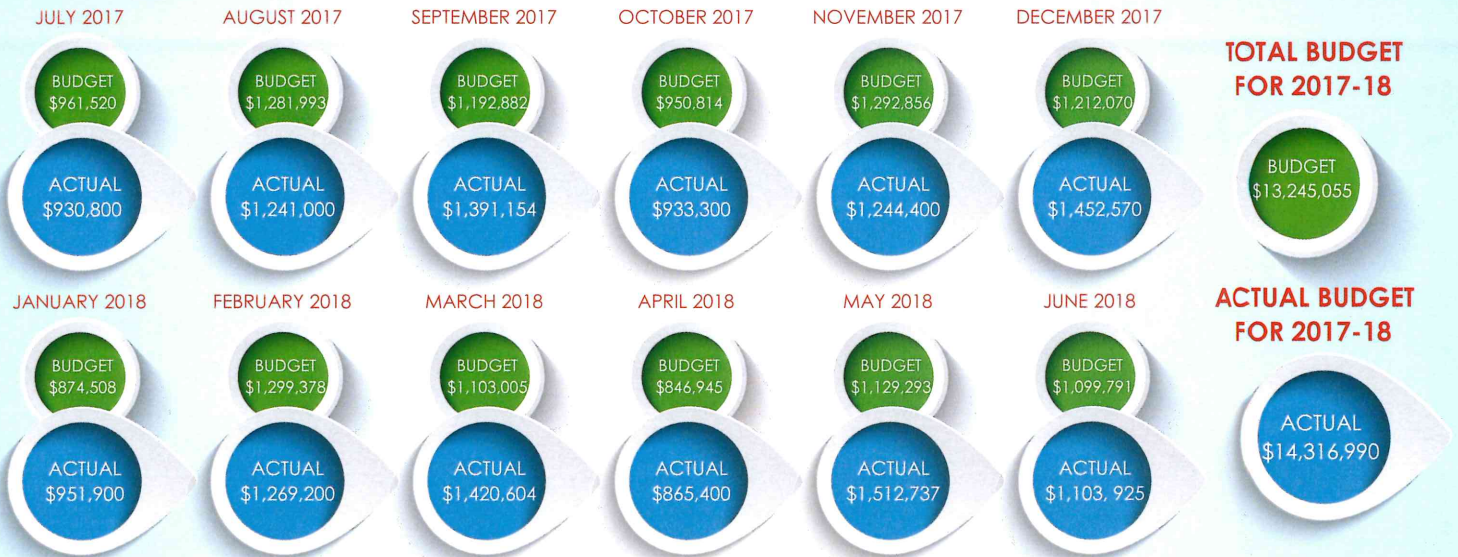 JULY 2017
BUDGET
$961,520
ACTUAL
$930,800
AUGUST 2017
BUDGET
$1,281,993
ACTUAL
$1,241,000
SEPTEMBER 2017
BUDGET
$1,192,882
ACTUAL
$1,391,154
OCTOBER 2017
BUDGET
$950,814
ACTUAL
$933,300
NOVEMBER 2017
BUDGET
$1,292,856
ACTUAL
$1,244,400
DECEMBER 2017
BUDGET
$1,212,070
ACTUAL
$1,452,570
TOTAL BUDGET
FOR 2017-18
BUDGET
$13,245,055
JANUARY 2018
BUDGET
$874,508
ACTUAL
$951,900
FEBRUARY 2018
BUDGET
$1,299,378
ACTUAL
$1,269,200
MARCH 2018
BUDGET
$1,103,005
ACTUAL
$1,420,604
APRIL 2018
BUDGET
$846,945
ACTUAL
$865,400
MAY 2018
BUDGET
$1,129,293
ACTUAL
$1,512,737
JUNE 2018
BUDGET
$1,099,791
ACTUAL
$1,103, 925
ACTUAL BUDGET
FOR 2017-18
ACTUAL
$14,316,990